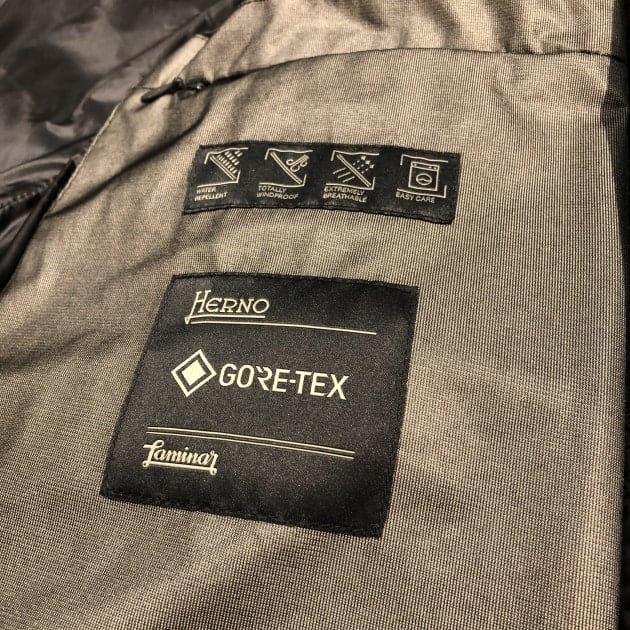 WATER
REPELLENT
TOTALLY
WINDPROOF
EXTREMELY
BREATHABLE
EASY CARE
HERNO
GORE-TEX
Laminar